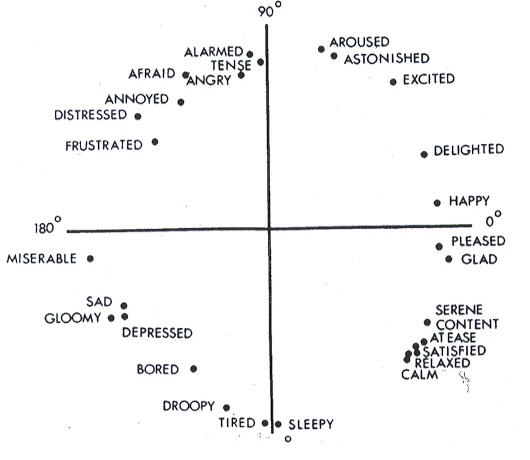 90°
AROUSED
ALARMED
ASTONISHED
TENSE
AFRAID
ANGRY
EXCITED
ANNOYED
DISTRESSED
FRUSTRATED
DELIGHTED
HAPPY
180°
0°
PLEASED
MISERABLE
GLAD
SAD
SERENE
GLOOMY
CONTENT
DEPRESSED
AT EASE
SATISFIED
RELAXED
BORED
CALM
DROOPY
TIRED
SLEEPY